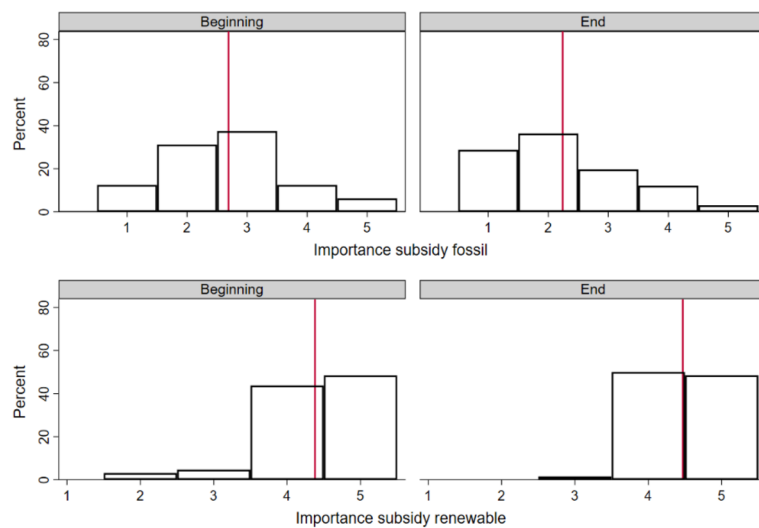 Beginning
End
Percent
80
60
40
20
0
1 2 3 4 5
1 2 3 4 5
Importance subsidy fossil
Beginning
End
Percent
80
60
40
20
0
1 2 3 4 5
1 2 3 4 5
Importance subsidy renewable